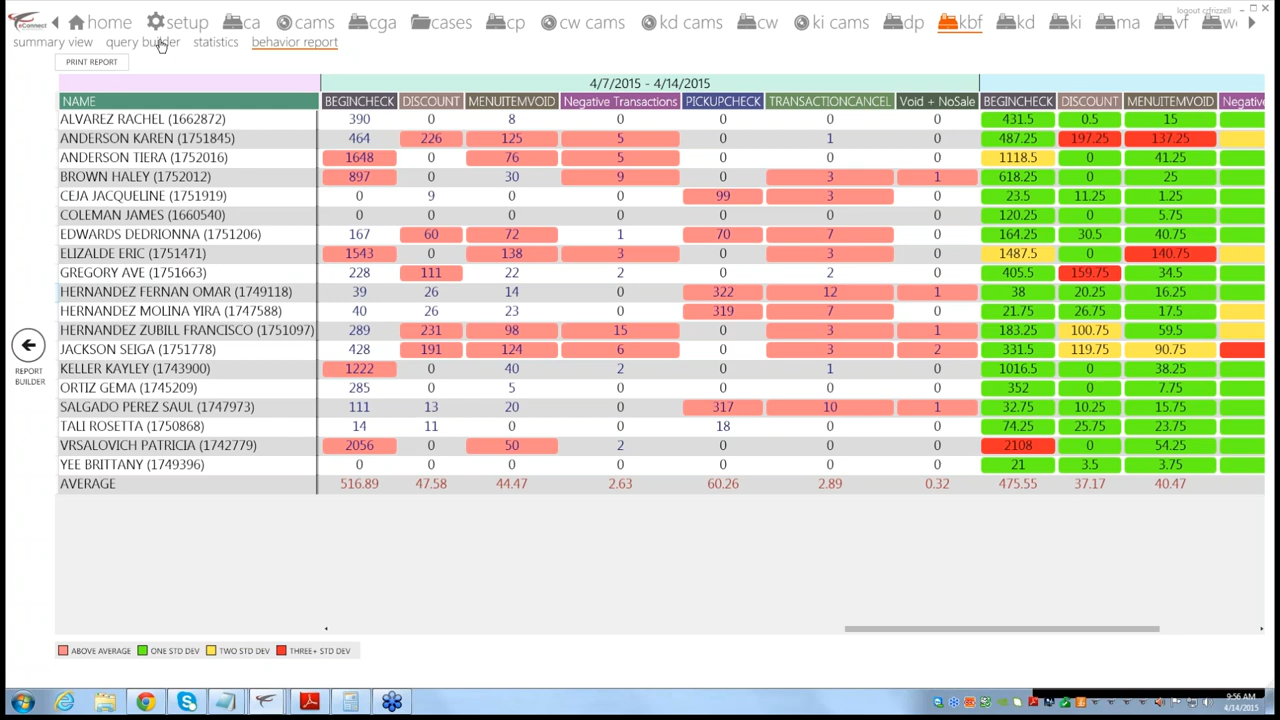 eConnect home setup ca cams cga cases cp cw cams kd cams cw ki cams dp kbf kd ki ma vf
logout crfrizzell
summary view query builder statistics behavior report
PRINT REPORT
4/7/2015 - 4/14/2015
NAME BEGINCHECK DISCOUNT MENUITEMVOID Negative Transactions PICKUPCHECK TRANSACTIONCANCEL Void + NoSale BEGINCHECK DISCOUNT MENUITEMVOID
ALVAREZ RACHEL (1662872) 390 0 8 0 0 0 0 431.5 0.5 15
ANDERSON KAREN (1751845) 464 226 125 5 0 1 0 487.25 197.25 137.25
ANDERSON TIERA (1752016) 1648 0 76 5 0 0 0 1118.5 0 41.25
BROWN HALEY (1752012) 897 0 30 9 0 3 1 618.25 0 25
CEJA JACQUELINE (1751919) 0 9 0 0 99 3 0 23.5 11.25 1.25
COLEMAN JAMES (1660540) 0 0 0 0 0 0 0 120.25 0 5.75
EDWARDS DEDRIONNA (1751206) 167 60 72 1 70 7 0 164.25 30.5 40.75
ELIZALDE ERIC (1751471) 1543 0 138 3 0 3 0 1487.5 0 140.75
GREGORY AVE (1751663) 228 111 22 2 0 2 0 405.5 159.75 34.5
HERNANDEZ FERNAN OMAR (1749118) 39 26 14 0 322 12 1 38 20.25 16.25
HERNANDEZ MOLINA YIRA (1747588) 40 26 23 0 319 7 0 21.75 26.75 17.5
HERNANDEZ ZUBILL FRANCISCO (1751097) 289 231 98 15 0 3 1 183.25 100.75 59.5
JACKSON SEIGA (1751778) 428 191 124 6 0 3 2 331.5 119.75 90.75
KELLER KAYLEY (1743900) 1222 0 40 2 0 1 0 1016.5 0 38.25
ORTIZ GEMA (1745209) 285 0 5 0 0 0 0 352 0 7.75
SALGADO PEREZ SAUL (1747973) 111 13 20 0 317 10 1 32.75 10.25 15.75
TALI ROSETTA (1750868) 14 11 0 0 18 0 0 74.25 25.75 23.75
VRSALOVICH PATRICIA (1742779) 2056 0 50 2 0 0 0 2108 0 54.25
YEE BRITTANY (1749396) 0 0 0 0 0 0 0 21 3.5 3.75
AVERAGE 516.89 47.58 44.47 2.63 60.26 2.89 0.32 475.55 37.17 40.47
REPORT
BUILDER
ABOVE AVERAGE ONE STD DEV TWO STD DEV THREE+ STD DEV
9:56 AM
4/14/2015